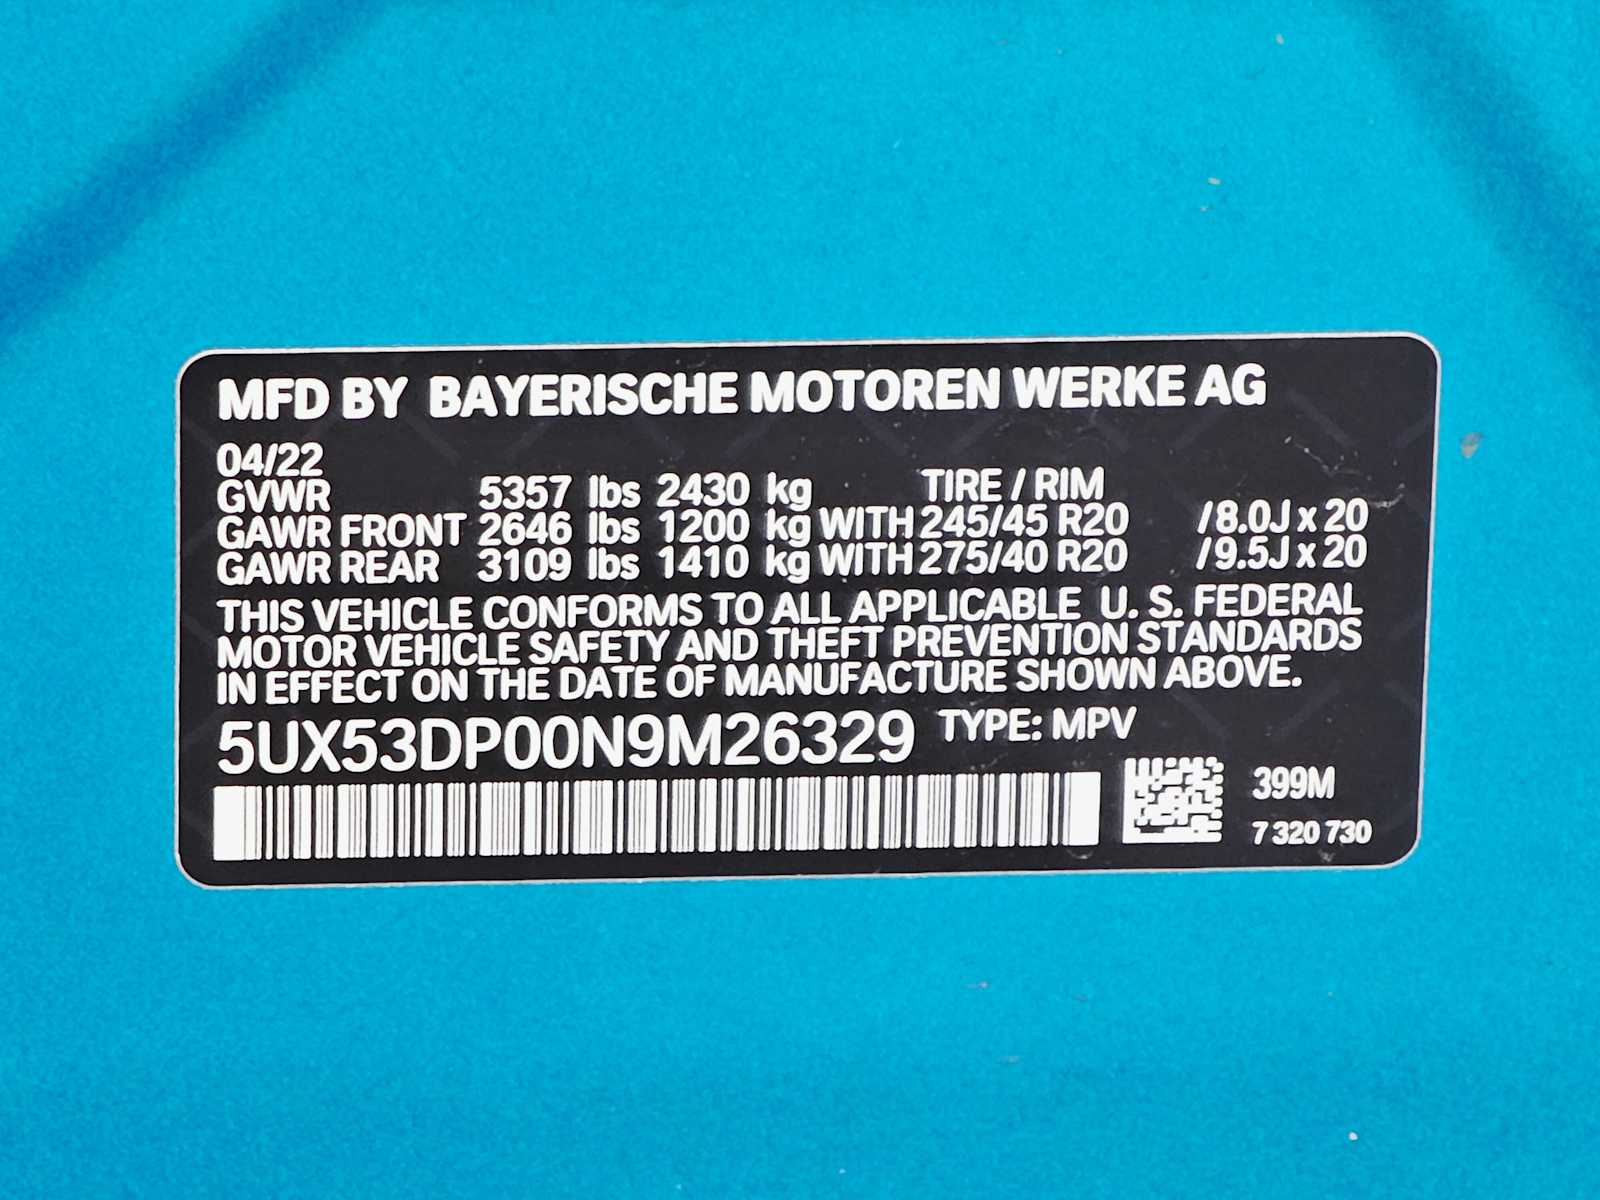 MFD BY BAYERISCHE MOTOREN WERKE AG
04/22
GVWR 5357 lbs 2430 kg TIRE / RIM
GAWR FRONT 2646 lbs 1200 kg WITH 245/45 R20 /8.0J x 20
GAWR REAR 3109 lbs 1410 kg WITH 275/40 R20 /9.5J x 20
THIS VEHICLE CONFORMS TO ALL APPLICABLE U. S. FEDERAL
MOTOR VEHICLE SAFETY AND THEFT PREVENTION STANDARDS
IN EFFECT ON THE DATE OF MANUFACTURE SHOWN ABOVE.
5UX53DP00N9M26329 TYPE: MPV
399M
7 320 730